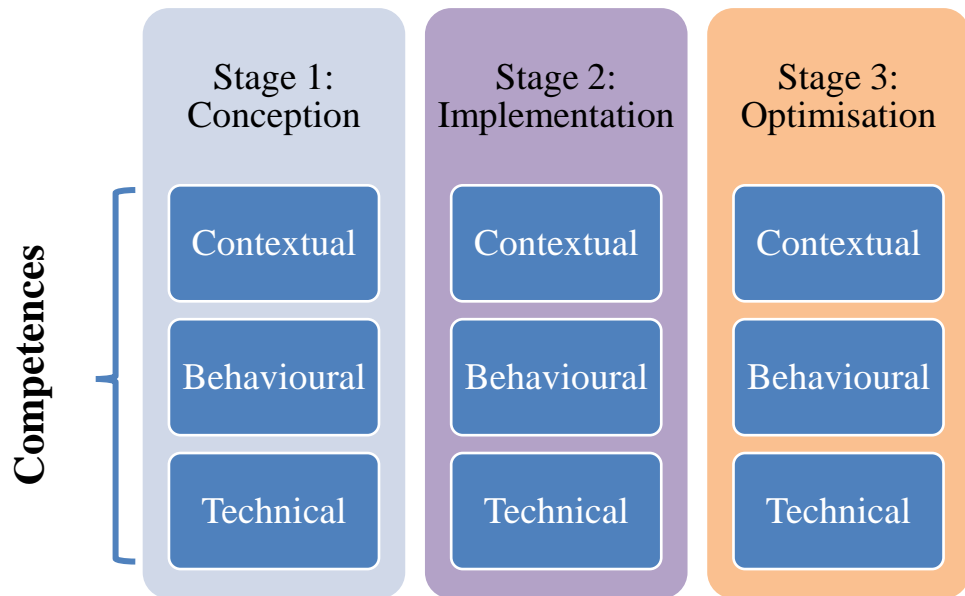 Competences
Stage 1:
Conception
Contextual
Behavioural
Technical
Stage 2:
Implementation
Contextual
Behavioural
Technical
Stage 3:
Optimisation
Contextual
Behavioural
Technical